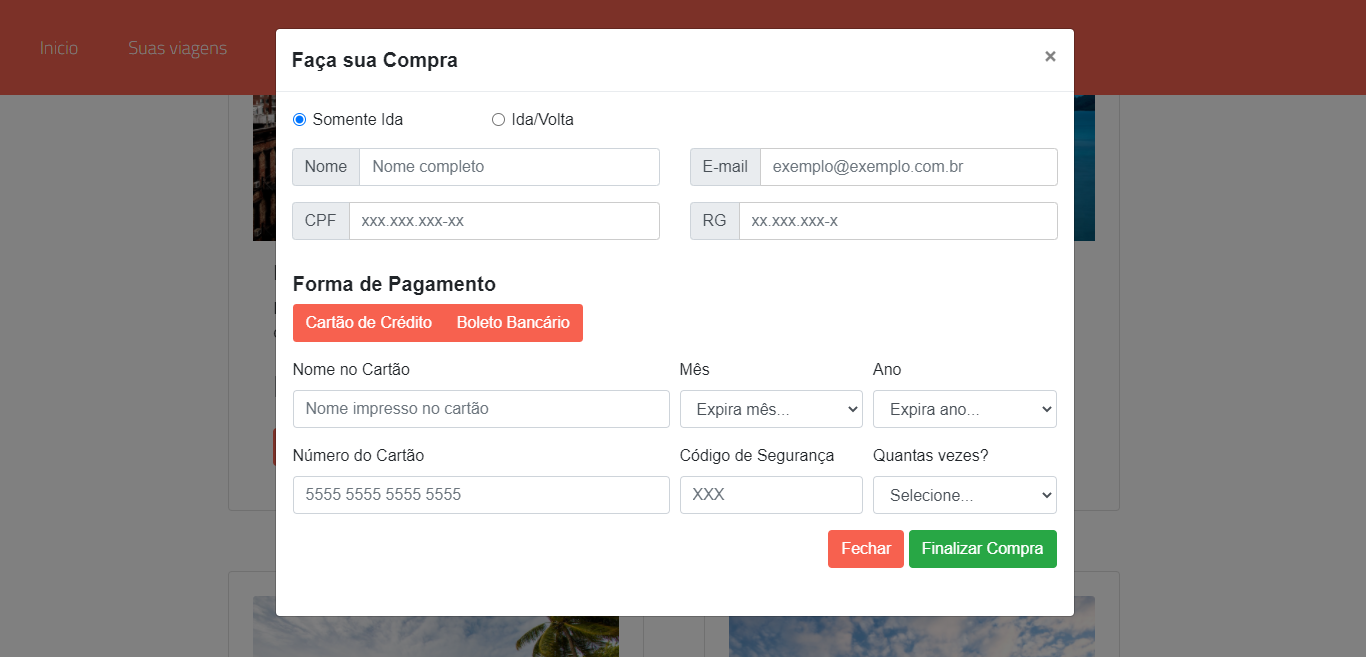 Inicio
Suas viagens
Faça sua Compra
×
Somente Ida
Ida/Volta
Nome
Nome completo
E-mail
exemplo@exemplo.com.br
CPF
xxx.xxx.xxx-xx
RG
xx.xxx.xxx-x
Forma de Pagamento
Cartão de Crédito
Boleto Bancário
Nome no Cartão
Mês
Ano
Nome impresso no cartão
Expira mês...
Expira ano...
Número do Cartão
Código de Segurança
Quantas vezes?
5555 5555 5555 5555
XXX
Selecione...
Fechar
Finalizar Compra